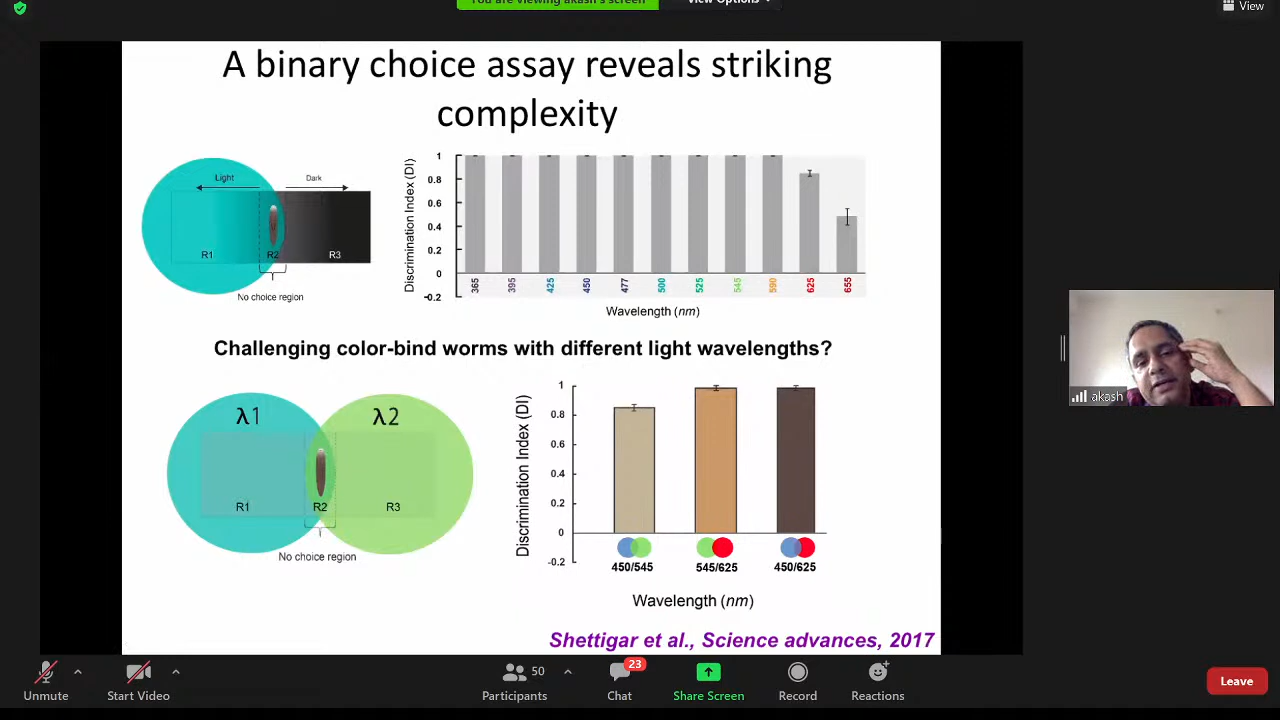 You are viewing akash's screen
View Options
View
A binary choice assay reveals striking
complexity
Light
Dark
R1
R2
R3
No choice region
Discrimination Index (DI)
1
0.8
0.6
0.4
0.2
0
-0.2
365
395
425
450
477
500
525
545
590
625
655
Wavelength (nm)
Challenging color-bind worms with different light wavelengths?
λ1
λ2
R1
R2
R3
No choice region
Discrimination Index (DI)
1
0.8
0.6
0.4
0.2
0
-0.2
450/545
545/625
450/625
Wavelength (nm)
Shettigar et al., Science advances, 2017
akash
Unmute
Start Video
50
Participants
23
Chat
Share Screen
Record
Reactions
Leave